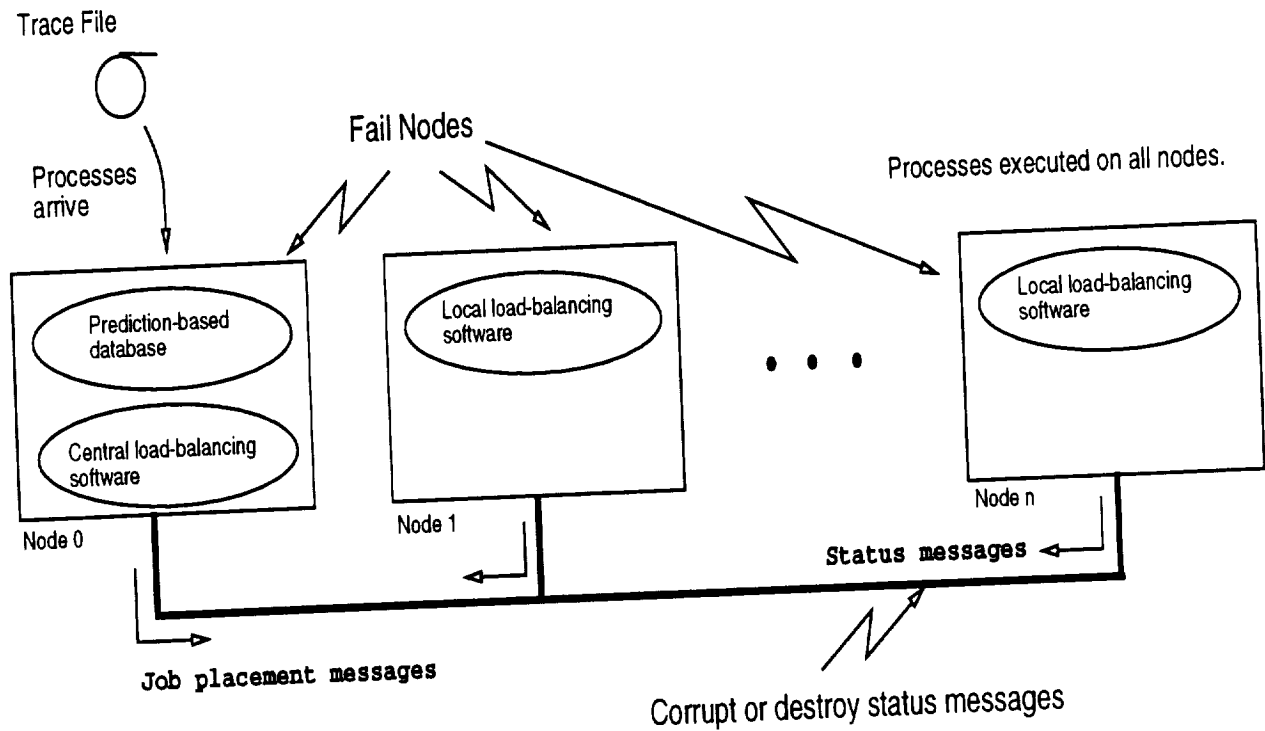 Trace File
Fail Nodes
Processes
arrive
Processes executed on all nodes.
Prediction-based
database
Central load-balancing
software
Local load-balancing
software
Local load-balancing
software
Node 0
Node 1
Node n
Status messages
Job placement messages
Corrupt or destroy status messages